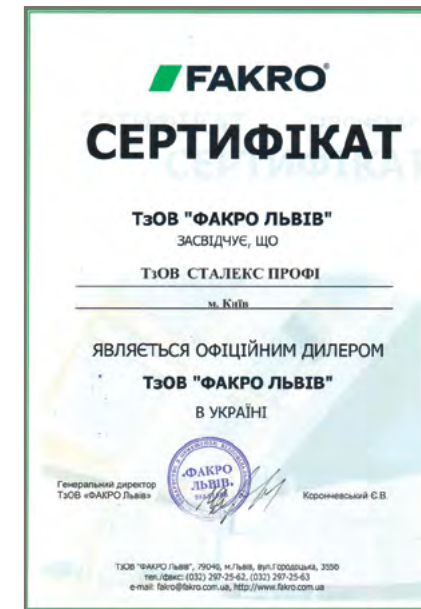 FAKRO
СЕРТИФІКАТ
ТзОВ "ФАКРО ЛЬВІВ"
ЗАСВІДЧУЄ, ЩО
ТзОВ СТАЛЕКС ПРОФІ
м. Київ
ЯВЛЯЄТЬСЯ ОФІЦІЙНИМ ДИЛЕРОМ
ТзОВ "ФАКРО ЛЬВІВ"
В УКРАЇНІ
«ФАКРО
ЛЬВІВ»
Генеральний директор
ТзОВ «ФАКРО Львів»
Корончевський Є.В.
ТзОВ "ФАКРО Львів", 79040, м.Львів, вул.Городоцька, 355б
тел./факс: (032) 297-25-62, (032) 297-25-63
e-mail: fakro@fakro.com.ua, http://www.fakro.com.ua